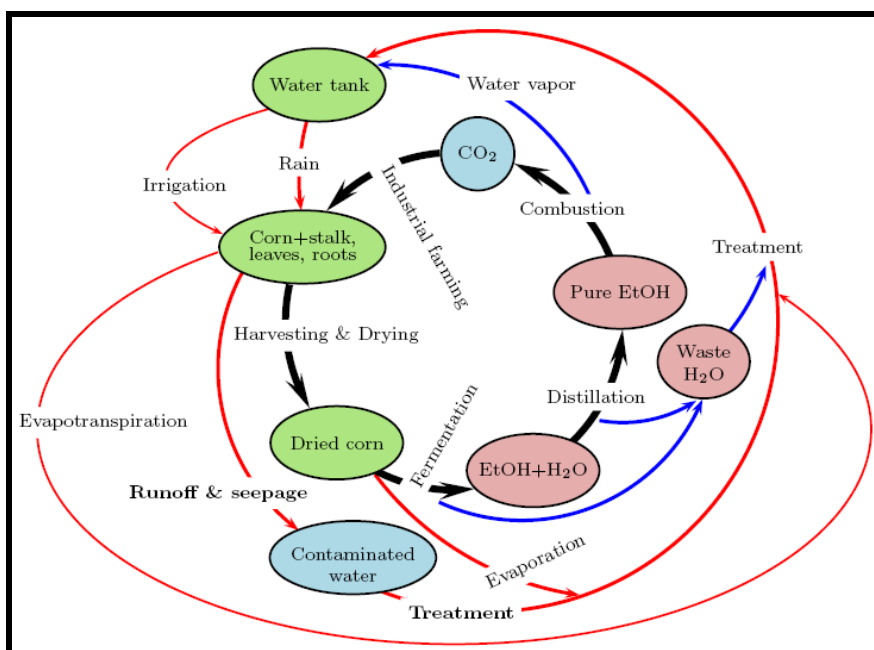 Water tank
Water vapor
CO₂
Rain
Irrigation
Industrial farming
Combustion
Corn+stalk,
leaves, roots
Treatment
Pure EtOH
Harvesting & Drying
Waste
H₂O
Distillation
Evapotranspiration
Dried corn
Fermentation
EtOH+H₂O
Runoff & seepage
Contaminated
water
Evaporation
Treatment